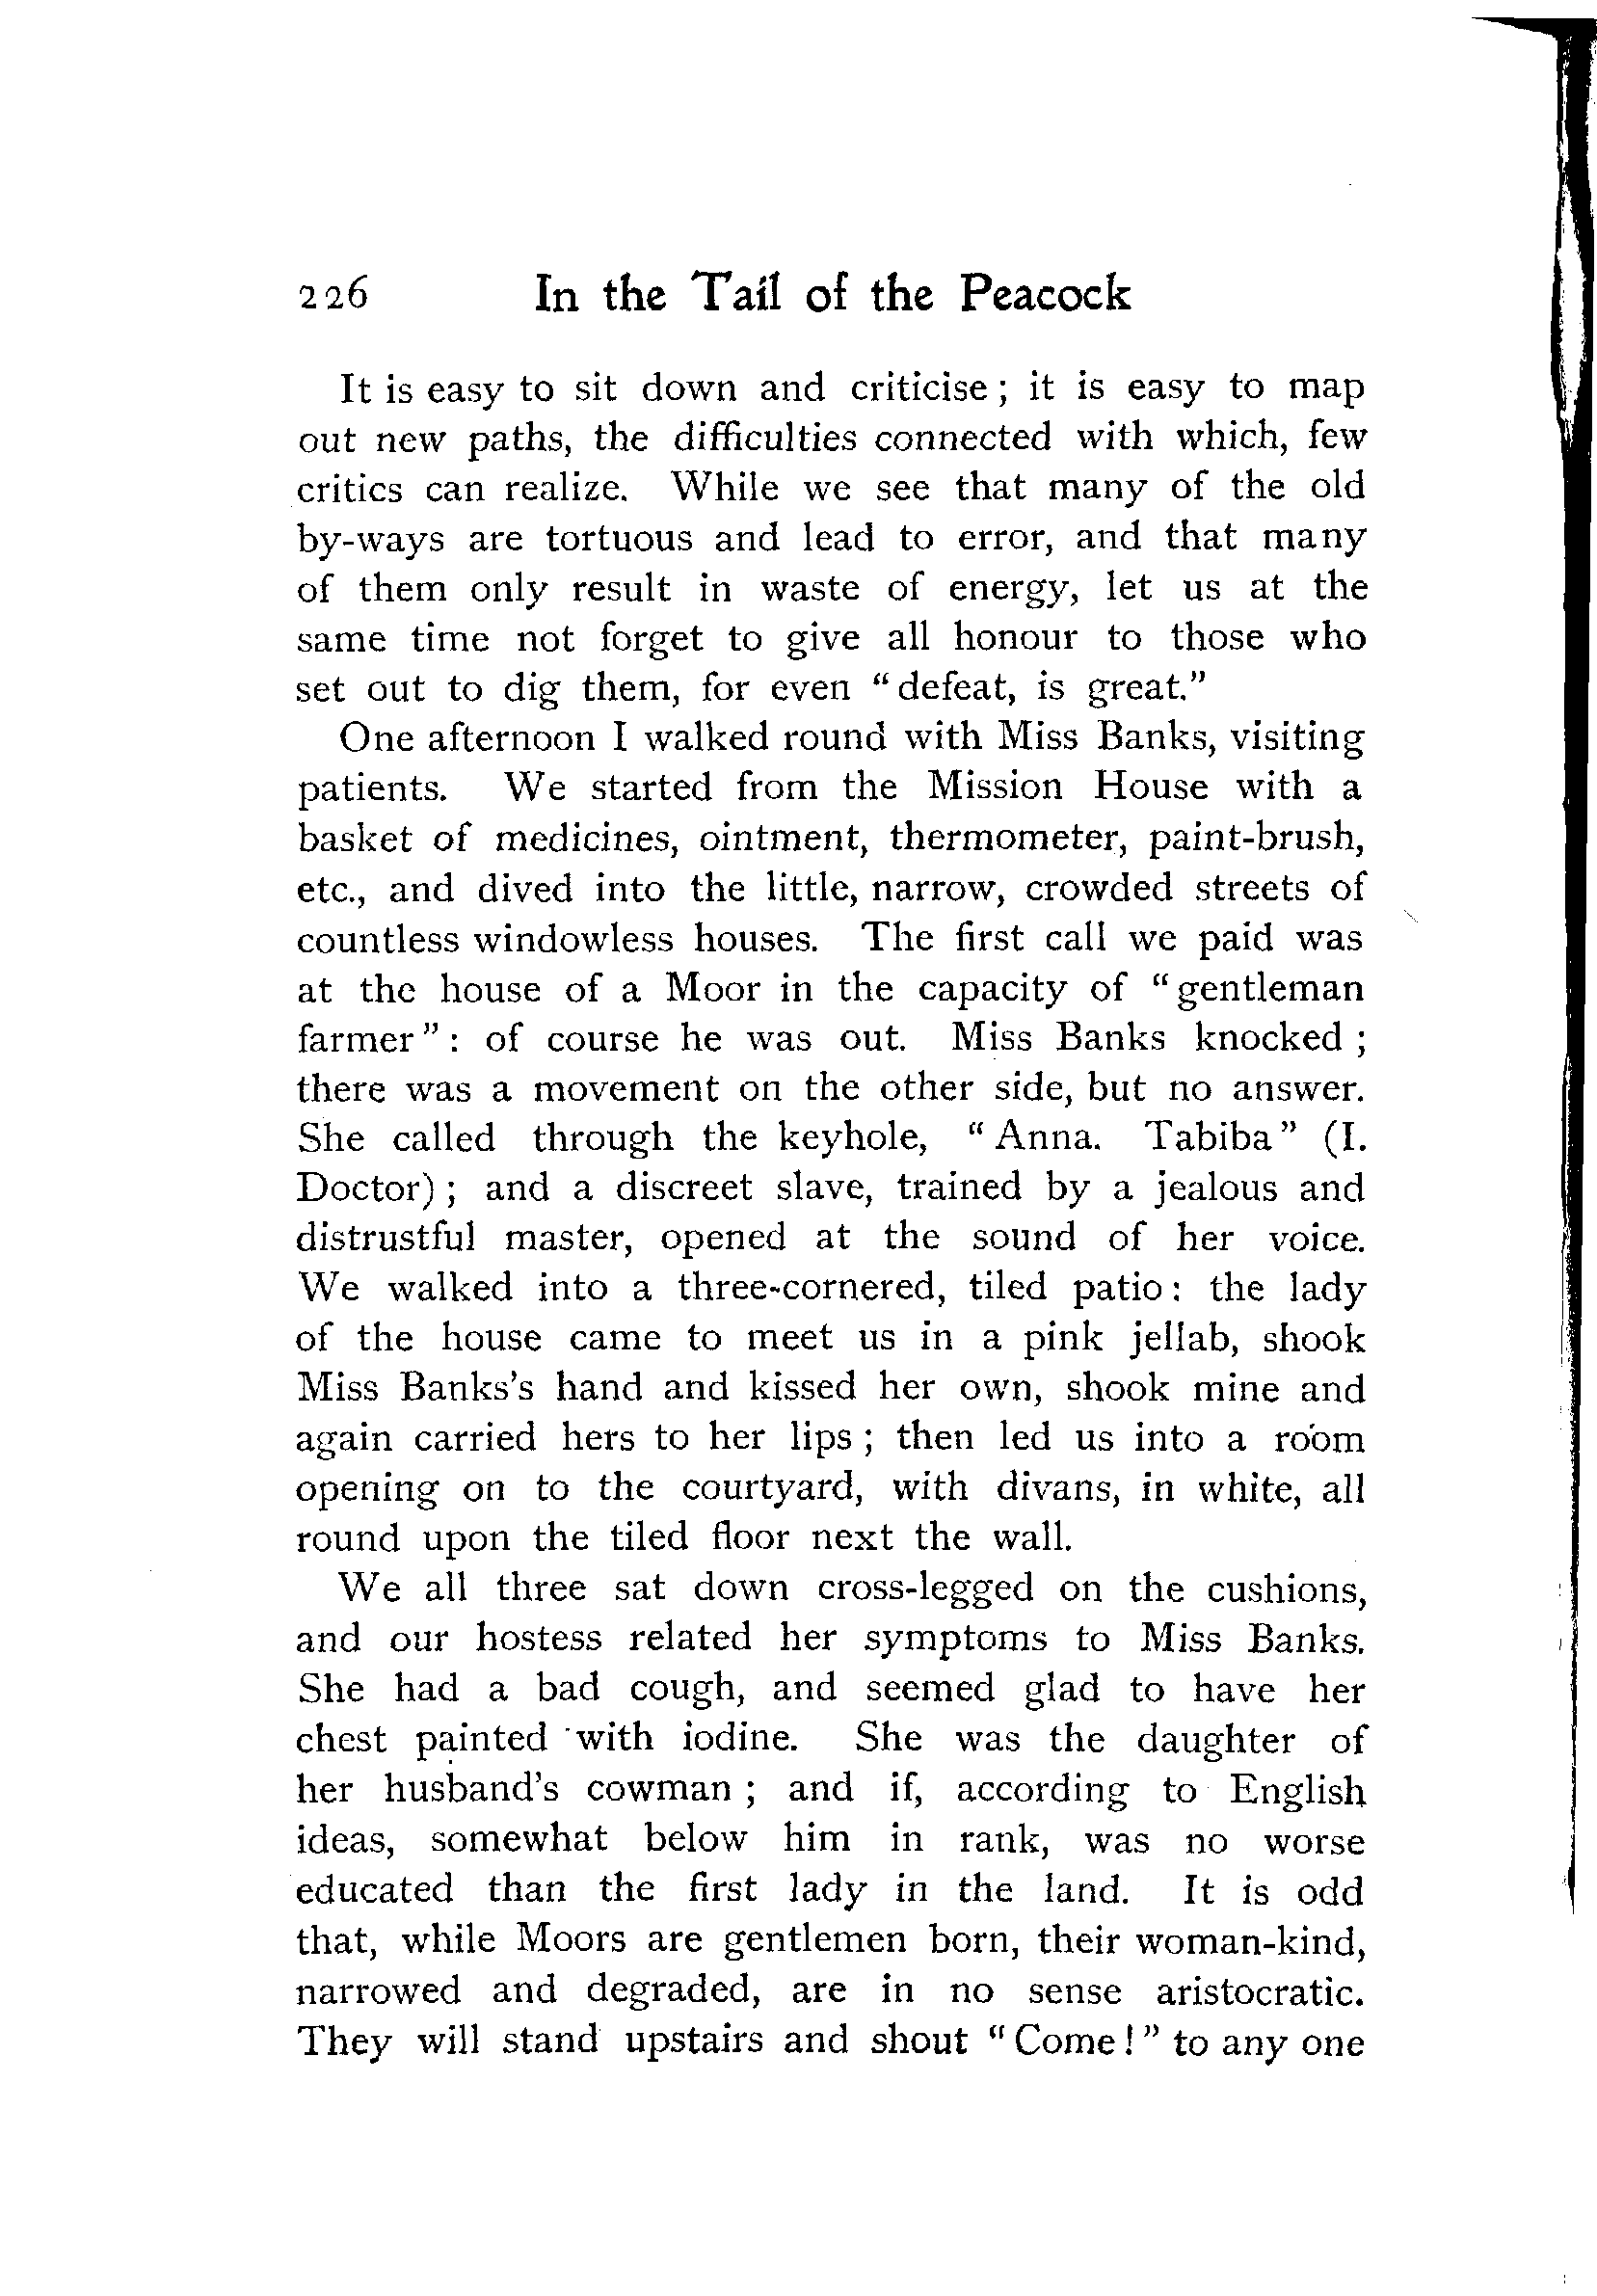 226 In the Tail of the Peacock
It is easy to sit down and criticise ; it is easy to map
out new paths, the difficulties connected with which, few
critics can realize. While we see that many of the old
by-ways are tortuous and lead to error, and that many
of them only result in waste of energy, let us at the
same time not forget to give all honour to those who
set out to dig them, for even “defeat, is great.”
One afternoon I walked round with Miss Banks, visiting
patients. We started from the Mission House with a
basket of medicines, ointment, thermometer, paint-brush,
etc., and dived into the little, narrow, crowded streets of
countless windowless houses. The first call we paid was
at the house of a Moor in the capacity of “gentleman
farmer”: of course he was out. Miss Banks knocked ;
there was a movement on the other side, but no answer.
She called through the keyhole, “Anna. Tabiba” (I.
Doctor) ; and a discreet slave, trained by a jealous and
distrustful master, opened at the sound of her voice.
We walked into a three-cornered, tiled patio: the lady
of the house came to meet us in a pink jellab, shook
Miss Banks's hand and kissed her own, shook mine and
again carried hers to her lips ; then led us into a room
opening on to the courtyard, with divans, in white, all
round upon the tiled floor next the wall.
We all three sat down cross-legged on the cushions,
and our hostess related her symptoms to Miss Banks.
She had a bad cough, and seemed glad to have her
chest painted with iodine. She was the daughter of
her husband's cowman ; and if, according to English
ideas, somewhat below him in rank, was no worse
educated than the first lady in the land. It is odd
that, while Moors are gentlemen born, their woman-kind,
narrowed and degraded, are in no sense aristocratic.
They will stand upstairs and shout “Come!” to any one